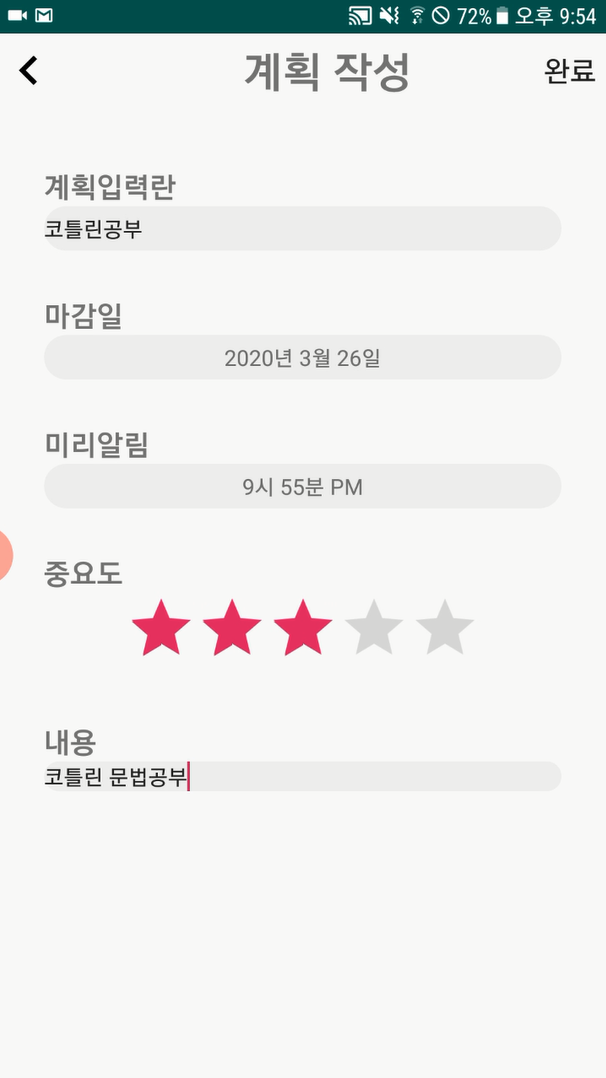 72% 오후 9:54
계획 작성
완료
계획입력란
코틀린공부
마감일
2020년 3월 26일
미리알림
9시 55분 PM
중요도
내용
코틀린 문법공부